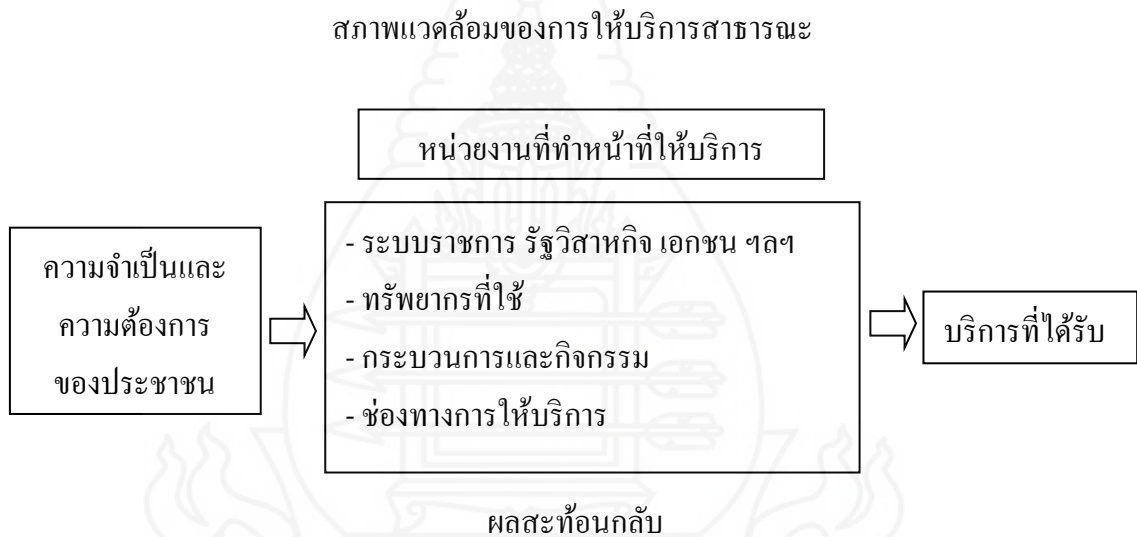 สภาพแวดล้อมของการให้บริการสาธารณะ
หน่วยงานที่ทำหน้าที่ให้บริการ
ความจำเป็นและ
ความต้องการ
ของประชาชน
- ระบบราชการ รัฐวิสาหกิจ เอกชน ฯลฯ
- ทรัพยากรที่ใช้
- กระบวนการและกิจกรรม
- ช่องทางการให้บริการ
บริการที่ได้รับ
ผลสะท้อนกลับ